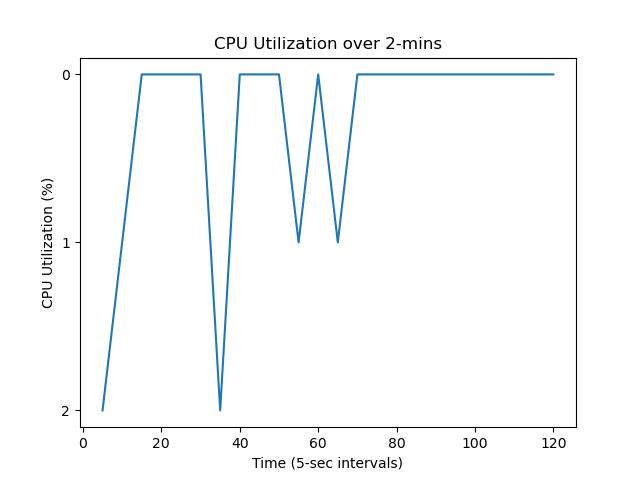 CPU Utilization over 2-mins
0
1
2
CPU Utilization (%)
0 20 40 60 80 100 120
Time (5-sec intervals)